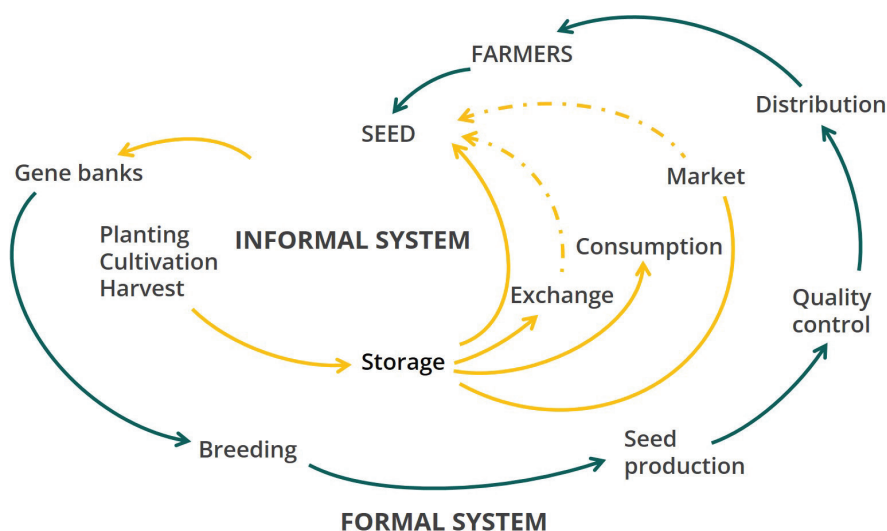 FARMERS
Distribution
SEED
Gene banks
Market
Planting
Cultivation
Harvest
INFORMAL SYSTEM
Consumption
Exchange
Quality
control
Storage
Breeding
Seed
production
FORMAL SYSTEM